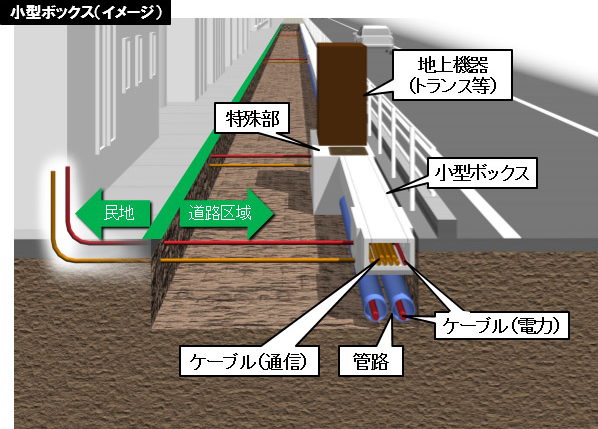 小型ボックス(イメージ)
地上機器
(トランス等)
特殊部
小型ボックス
民地
道路区域
ケーブル(電力)
ケーブル(通信)
管路